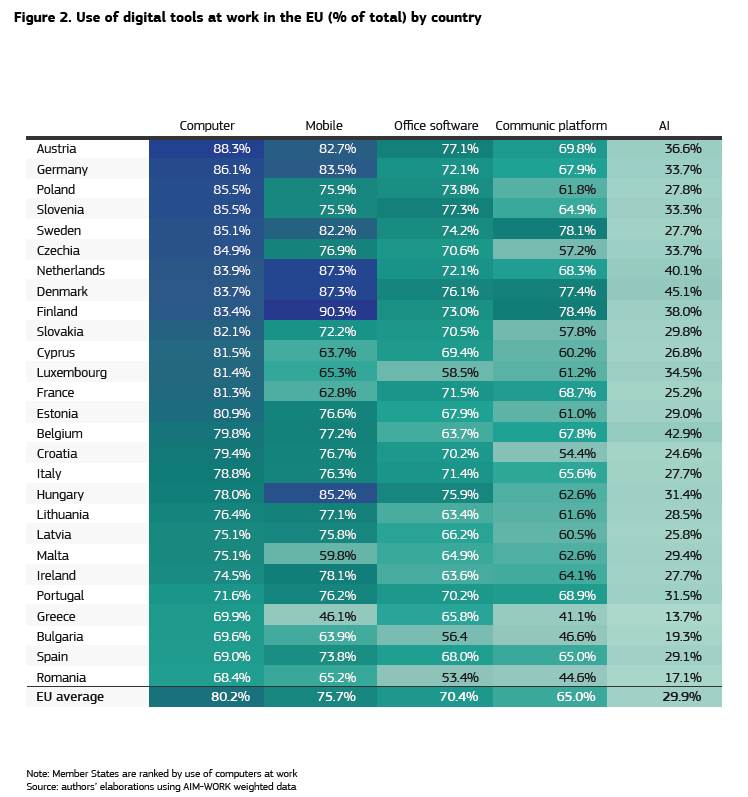 Figure 2. Use of digital tools at work in the EU (% of total) by country
Computer Mobile Office software Communic platform AI
Austria 88.3% 82.7% 77.1% 69.8% 36.6%
Germany 86.1% 83.5% 72.1% 67.9% 33.7%
Poland 85.5% 75.9% 73.8% 61.8% 27.8%
Slovenia 85.5% 75.5% 77.3% 64.9% 33.3%
Sweden 85.1% 82.2% 74.2% 78.1% 27.7%
Czechia 84.9% 76.9% 70.6% 57.2% 33.7%
Netherlands 83.9% 87.3% 72.1% 68.3% 40.1%
Denmark 83.7% 87.3% 76.1% 77.4% 45.1%
Finland 83.4% 90.3% 73.0% 78.4% 38.0%
Slovakia 82.1% 72.2% 70.5% 57.8% 29.8%
Cyprus 81.5% 63.7% 69.4% 60.2% 26.8%
Luxembourg 81.4% 65.3% 58.5% 61.2% 34.5%
France 81.3% 62.8% 71.5% 68.7% 25.2%
Estonia 80.9% 76.6% 67.9% 61.0% 29.0%
Belgium 79.8% 77.2% 63.7% 67.8% 42.9%
Croatia 79.4% 76.7% 70.2% 54.4% 24.6%
Italy 78.8% 76.3% 71.4% 65.6% 27.7%
Hungary 78.0% 85.2% 75.9% 62.6% 31.4%
Lithuania 76.4% 77.1% 63.4% 61.6% 28.5%
Latvia 75.1% 75.8% 66.2% 60.5% 25.8%
Malta 75.1% 59.8% 64.9% 62.6% 29.4%
Ireland 74.5% 78.1% 63.6% 64.1% 27.7%
Portugal 71.6% 76.2% 70.2% 68.9% 31.5%
Greece 69.9% 46.1% 65.8% 41.1% 13.7%
Bulgaria 69.6% 63.9% 56.4 46.6% 19.3%
Spain 69.0% 73.8% 68.0% 65.0% 29.1%
Romania 68.4% 65.2% 53.4% 44.6% 17.1%
EU average 80.2% 75.7% 70.4% 65.0% 29.9%
Note: Member States are ranked by use of computers at work
Source: authors' elaborations using AIM-WORK weighted data